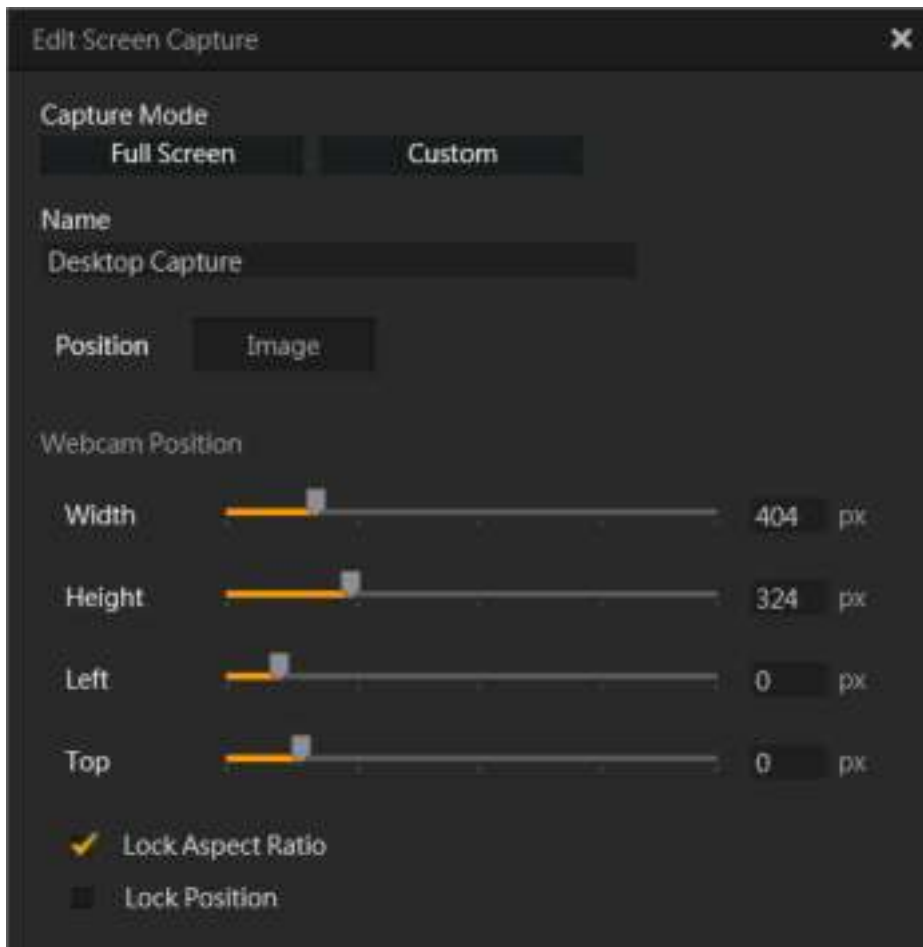 Edit Screen Capture
Capture Mode
Full Screen Custom
Name
Desktop Capture
Position Image
Webcam Position
Width 404 px
Height 324 px
Left 0 px
Top 0 px
Lock Aspect Ratio
Lock Position